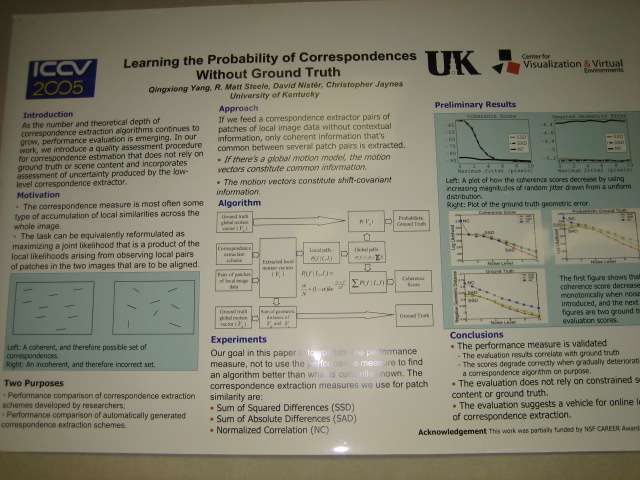 ICCV
2005
Learning the Probability of Correspondences
Without Ground Truth
Qingxiong Yang, R. Matt Steele, David Nistér, Christopher Jaynes
University of Kentucky
UK
Center for
Visualization & Virtual
Environments
Introduction
As the number and theoretical depth of
correspondence extraction algorithms continues to
grow, performance evaluation is emerging. In our
work, we introduce a quality assessment procedure
for correspondence estimation that does not rely on
ground truth or scene content and incorporates
assessment of uncertainty produced by the low-
level correspondence extractor.
Motivation
• The correspondence measure is most often some
type of accumulation of local similarities across the
whole image.
• The task can be equivalently reformulated as
maximizing a joint likelihood that is a product of the
local likelihoods arising from observing local pairs
of patches in the two images that are to be aligned.
Left: A coherent, and therefore possible set of
correspondences.
Right: An incoherent, and therefore incorrect set.
Two Purposes
• Performance comparison of correspondence extraction
schemes developed by researchers;
• Performance comparison of automatically generated
correspondence extraction schemes.
Approach
If we feed a correspondence extractor pairs of
patches of local image data without contextual
information, only coherent information that's
common between several patch pairs is extracted.
• If there's a global motion model, the motion
vectors constitute common information.
• The motion vectors constitute shift-covariant
information.
Algorithm
Ground truth
global motion
vector
Probabilistic
Ground Truth
Correspondence
extraction
scheme
Pairs of patches
of local image
data
Extracted local
motion vectors
Local pdfs
Global pdfs
Coherence
Score
Ground truth
global motion
vector
Sum of geometric
distance of
Ground Truth
Experiments
Our goal in this paper is to validate the performance
measure, not to use the performance measure to find
an algorithm better than what is currently known. The
correspondence extraction measures we use for patch
similarity are:
• Sum of Squared Differences (SSD)
• Sum of Absolute Differences (SAD)
• Normalized Correlation (NC)
Preliminary Results
Coherence Score
Maximum Jitter (pixels)
Maximum Jitter (pixels)
Left: A plot of how the coherence scores decrease by using
increasing magnitudes of random jitter drawn from a uniform
distribution.
Right: Plot of the ground truth geometric error.
Coherence Score
Noise Level
Probabilistic Ground Truth
Noise Level
Ground Truth
Noise Level
The first figure shows that
coherence score decrease
monotonically when noise
introduced, and the next
figures are two ground tr
evaluation scores.
Conclusions
• The performance measure is validated
- The evaluation results correlate with ground truth
- The scores degrade correctly when gradually deteriorati
a correspondence algorithm on purpose.
• The evaluation does not rely on constrained s
content or ground truth.
• The evaluation suggests a vehicle for online le
of correspondence extraction.
Acknowledgement This work was partially funded by NSF CAREER Award